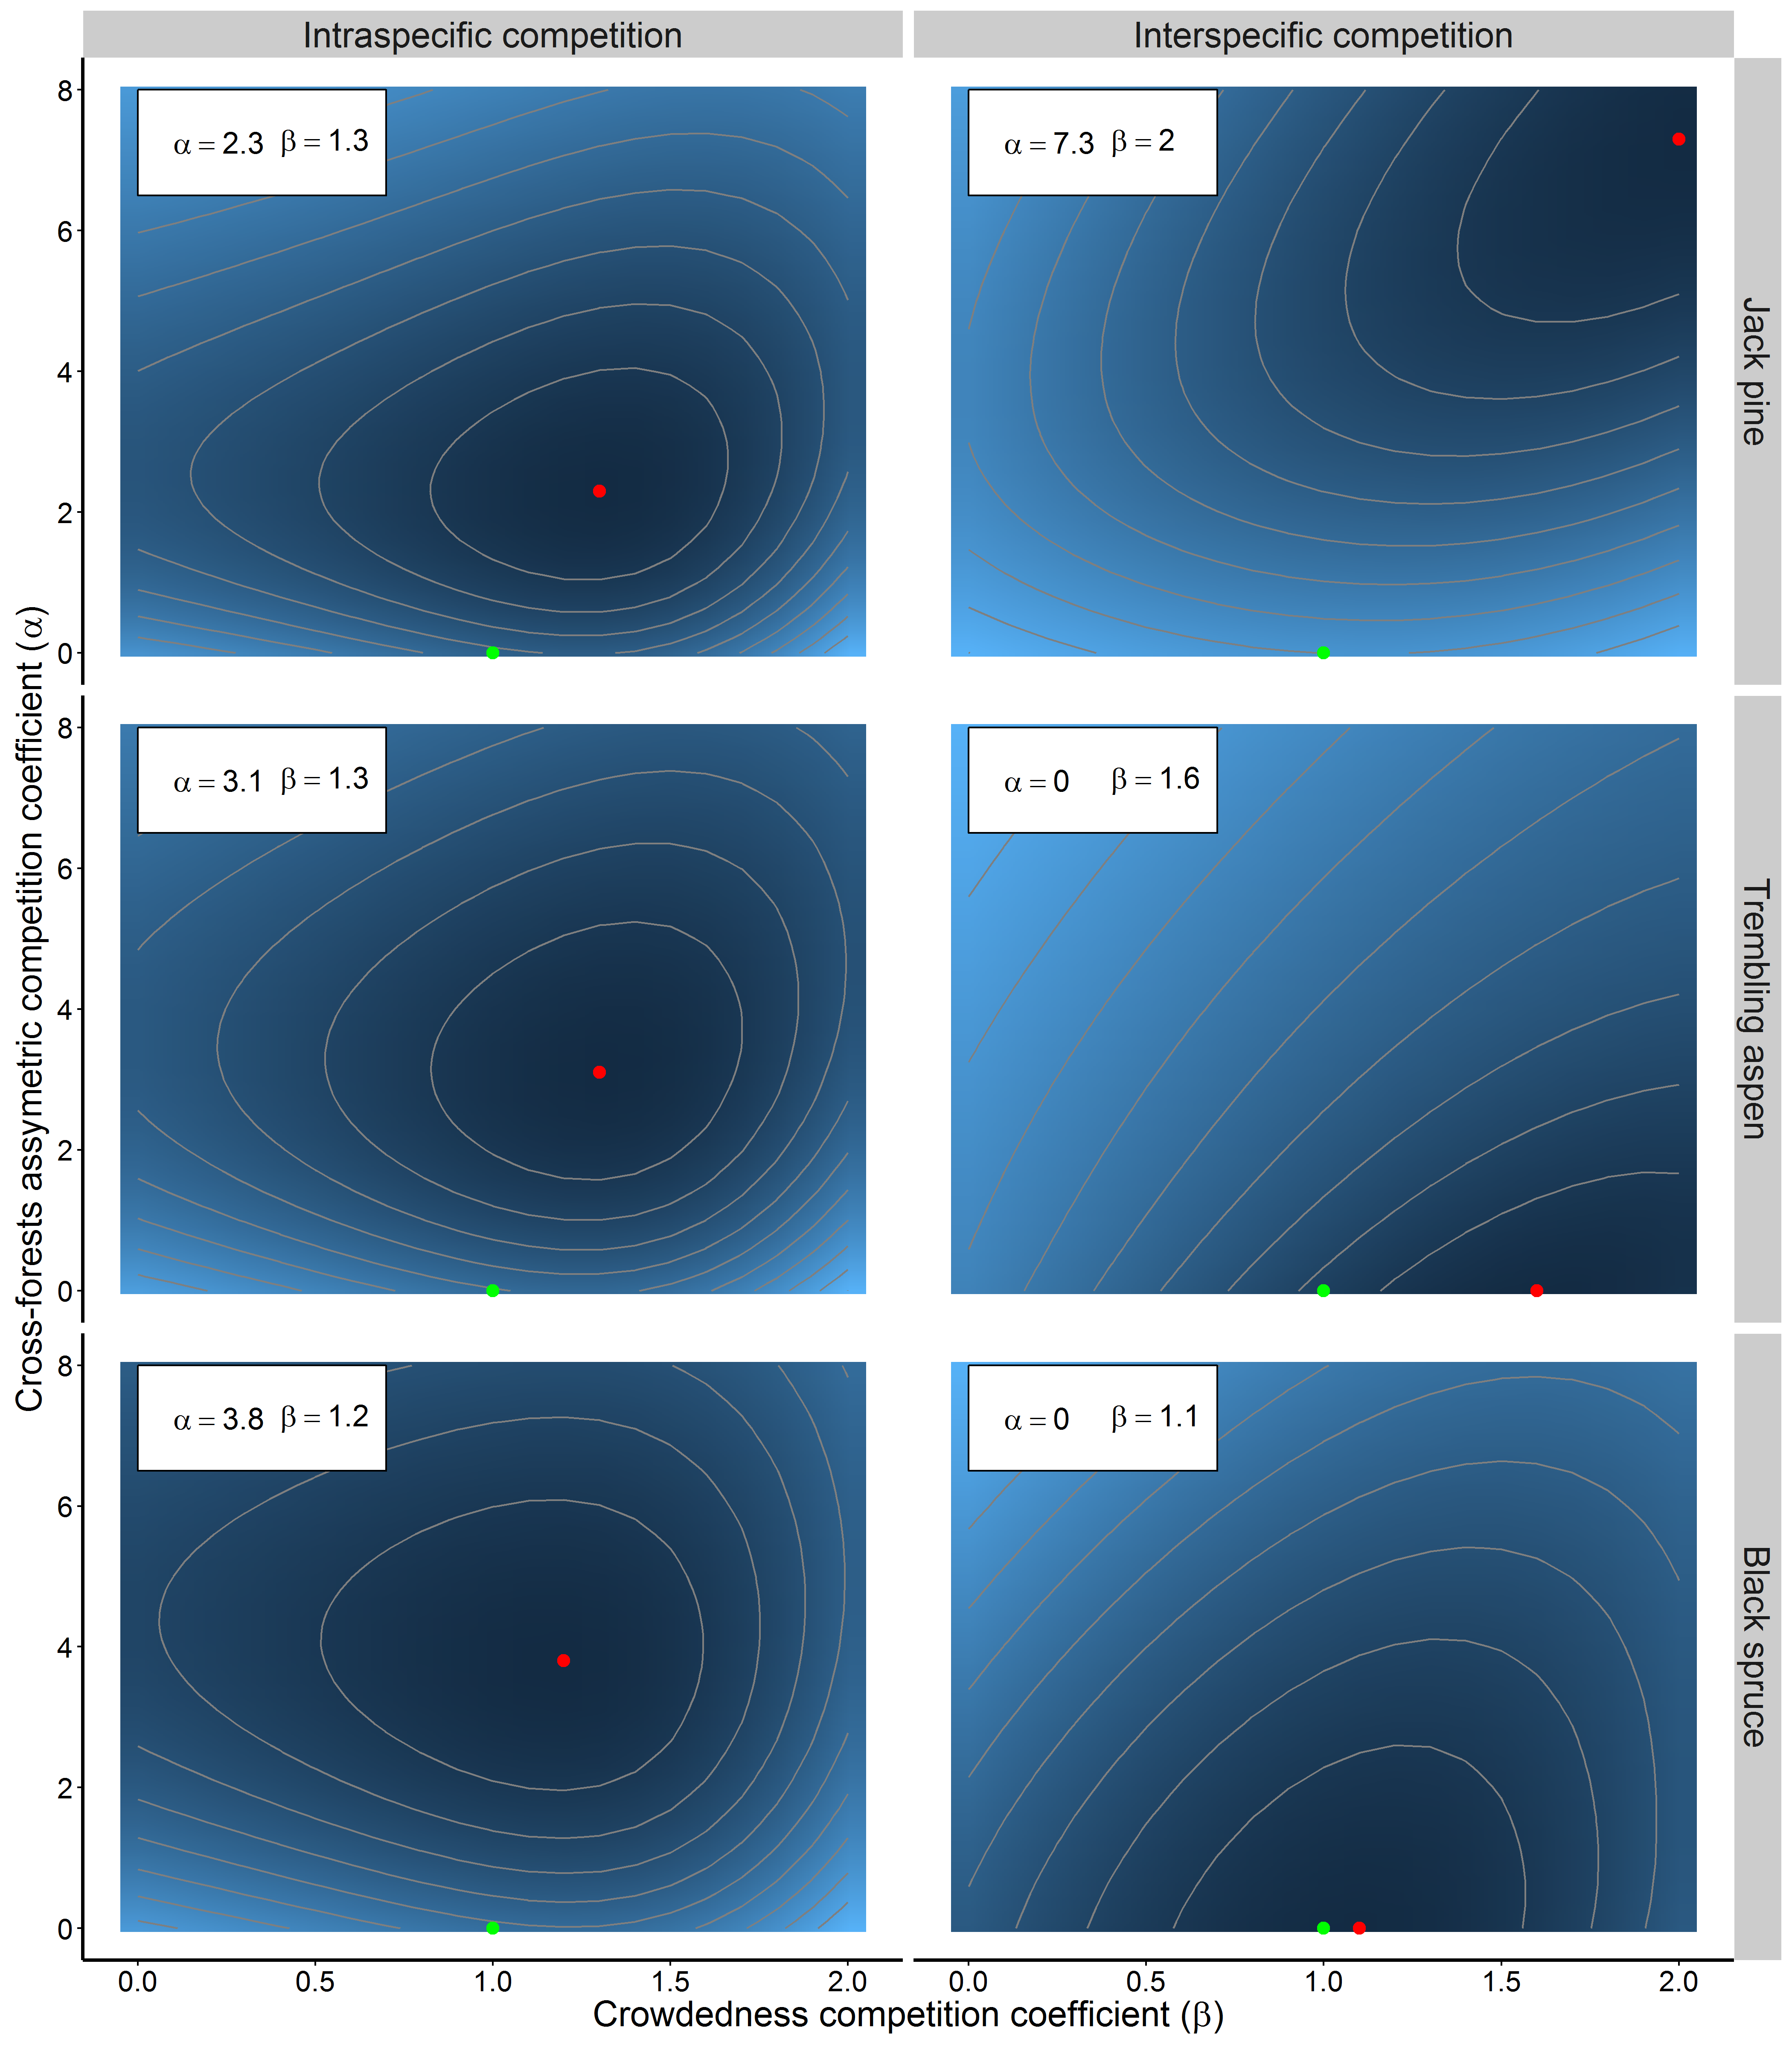 Intraspecific competition
Interspecific competition
Cross-forests assymetric competition coefficient (α)
8
6
4
2
0
α = 2.3 β = 1.3
α = 7.3 β = 2
Jack pine
8
6
4
2
0
α = 3.1 β = 1.3
α = 0 β = 1.6
Trembling aspen
8
6
4
2
0
α = 3.8 β = 1.2
α = 0 β = 1.1
Black spruce
0.0 0.5 1.0 1.5 2.0
0.0 0.5 1.0 1.5 2.0
Crowdedness competition coefficient (β)